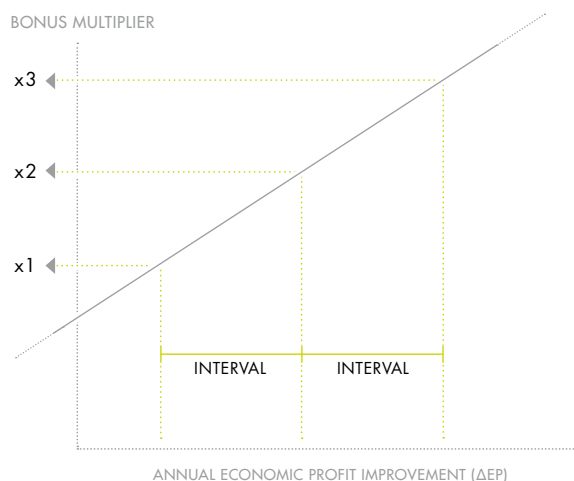 BONUS MULTIPLIER
x3
x2
x1
INTERVAL INTERVAL
ANNUAL ECONOMIC PROFIT IMPROVEMENT (ΔEP)